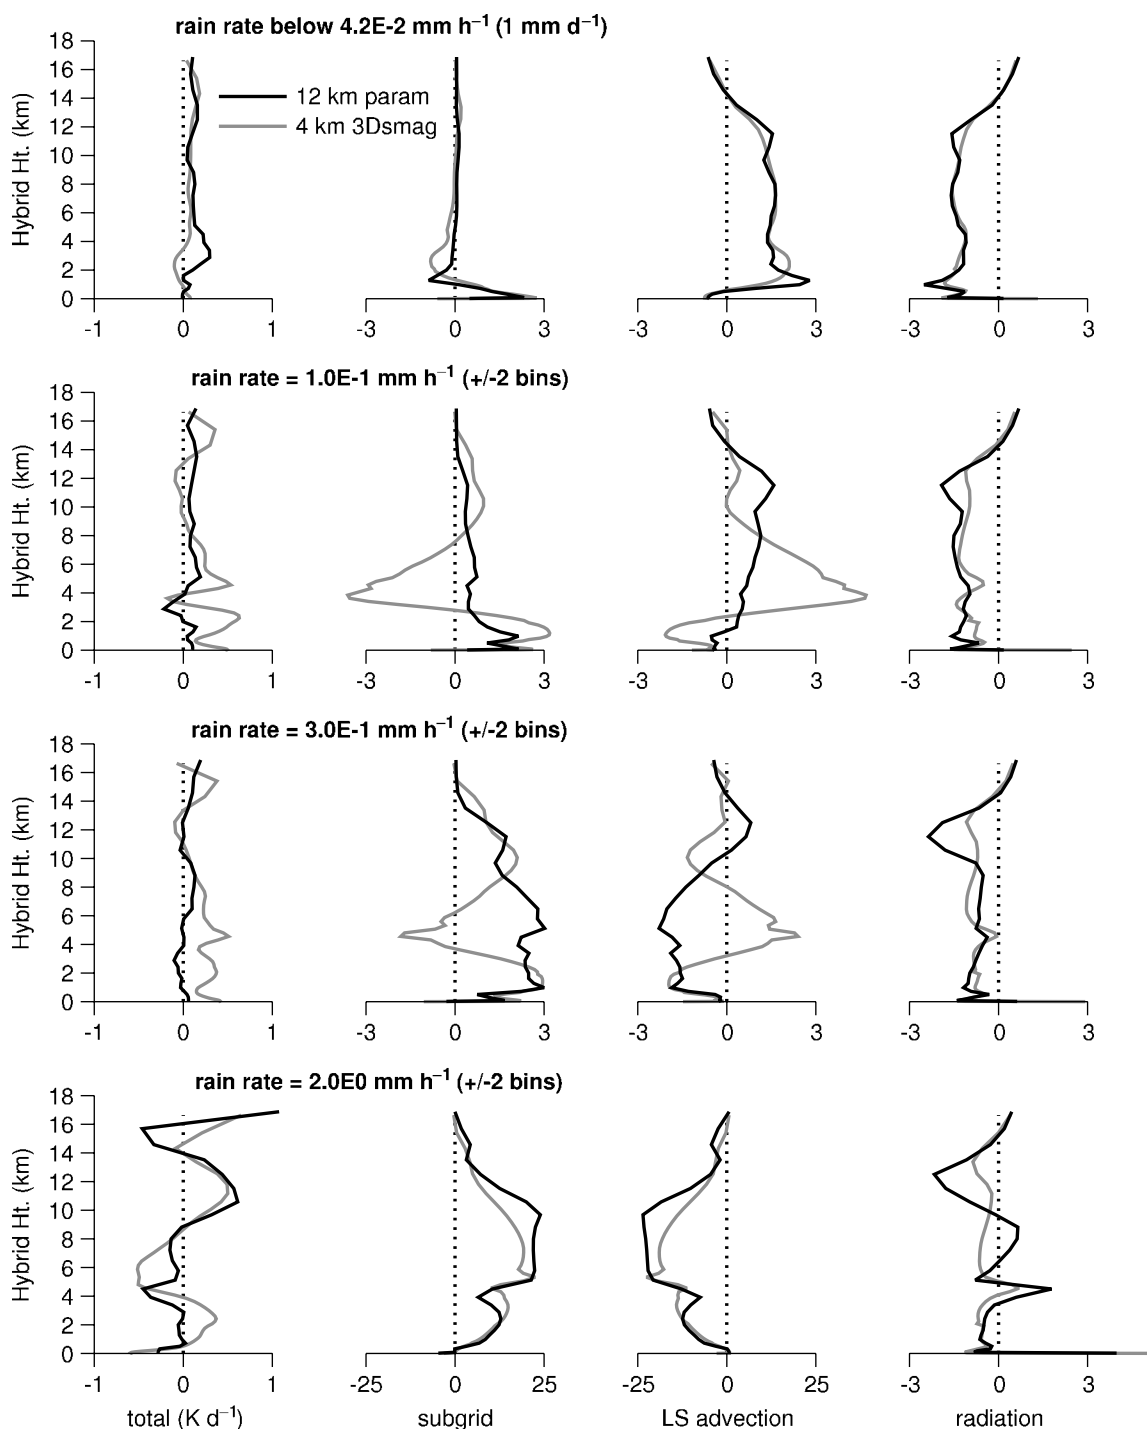 rain rate below 4.2E-2 mm h⁻¹ (1 mm d⁻¹)
18
16
14
12
10
8
6
4
2
0
Hybrid Ht. (km)
12 km param
4 km 3Dsmag
-1 0 1
-3 0 3
-3 0 3
-3 0 3
rain rate = 1.0E-1 mm h⁻¹ (+/-2 bins)
18
16
14
12
10
8
6
4
2
0
Hybrid Ht. (km)
-1 0 1
-3 0 3
-3 0 3
-3 0 3
rain rate = 3.0E-1 mm h⁻¹ (+/-2 bins)
18
16
14
12
10
8
6
4
2
0
Hybrid Ht. (km)
-1 0 1
-3 0 3
-3 0 3
-3 0 3
rain rate = 2.0E0 mm h⁻¹ (+/-2 bins)
18
16
14
12
10
8
6
4
2
0
Hybrid Ht. (km)
-1 0 1
-25 0 25
-25 0 25
-3 0 3
total (K d⁻¹)
subgrid
LS advection
radiation